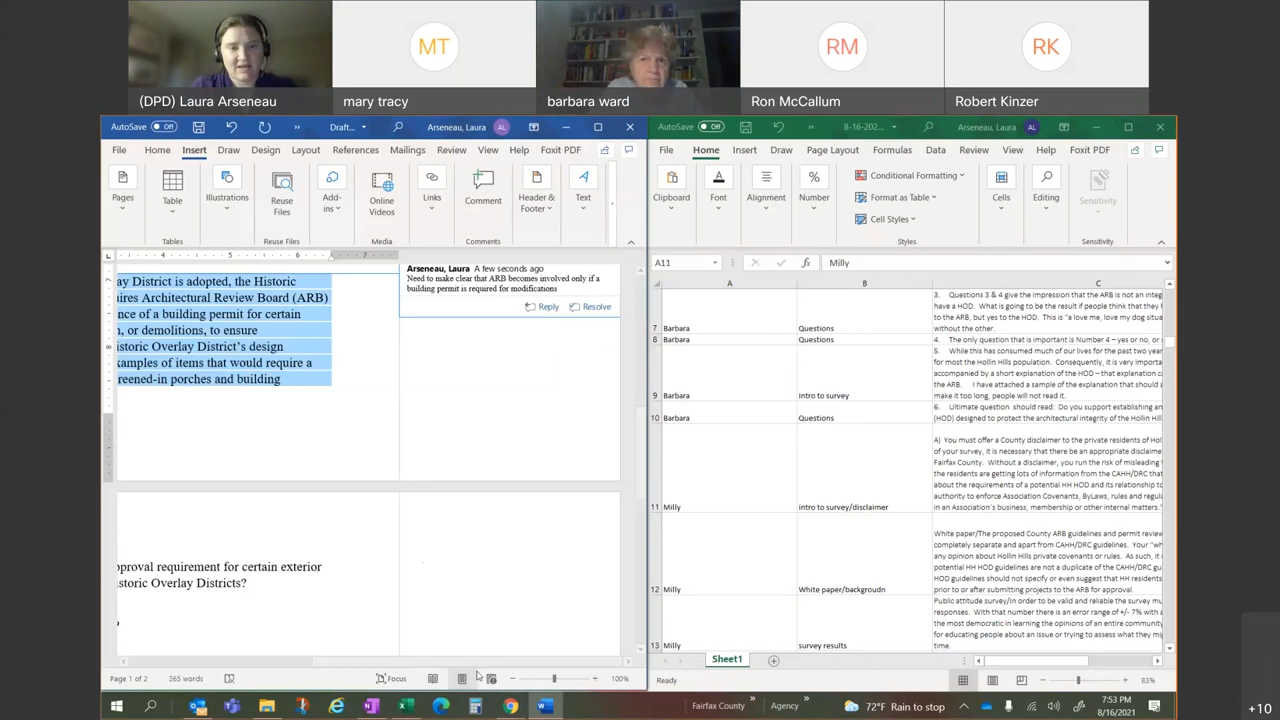 MT
RM
RK
(DPD) Laura Arseneau
mary tracy
barbara ward
Ron McCallum
Robert Kinzer
AutoSave Off
Draft...
Arseneau, Laura AL
File Home Insert Draw Design Layout References Mailings Review View Help Foxit PDF
Pages
Table
Illustrations
Reuse Files
Add-ins
Online Videos
Links
Comment
Header & Footer
Text
Tables
Reuse Files
Media
Comments
4 5 6 7
ay District is adopted, the Historic
ires Architectural Review Board (ARB)
nce of a building permit for certain
n, or demolitions, to ensure
istoric Overlay District's design
xamples of items that would require a
reened-in porches and building
Arseneau, Laura A few seconds ago
Need to make clear that ARB becomes involved only if a
building permit is required for modifications
Reply Resolve
pproval requirement for certain exterior
istoric Overlay Districts?
?
Page 1 of 2 265 words Focus 100%
AutoSave Off
8-16-202...
Arseneau, Laura AL
File Home Insert Draw Page Layout Formulas Data Review View Help Foxit PDF
Clipboard
Font
Alignment
Number
Conditional Formatting
Format as Table
Cell Styles
Styles
Cells
Editing
Sensitivity
Sensitivity
A11 fx Milly
A B C
3. Questions 3 & 4 give the impression that the ARB is not an integ
have a HOD. What is going to be the result if people think that they h
to the ARB, but yes to the HOD. This is "a love me, love my dog situa
without the other.
7 Barbara Questions
8 Barbara Questions 4. The only question that is important is Number 4 – yes or no, or
5. While this has consumed much of our lives for the past two year
for most the Hollin Hills population. Consequently, it is very importa
accompanied by a short explanation of the HOD – that explanation c
the ARB. I have attached a sample of the explanation that should a
make it too long, people will not read it.
9 Barbara Intro to survey
6. Ultimate question should read: Do you support establishing an
(HOD) designed to protect the architectural integrity of the Hollin Hil
10 Barbara Questions
A) You must offer a County disclaimer to the private residents of Hol
of your survey, it is necessary that there be an appropriate disclaime
Fairfax County. Without a disclaimer, you run the risk of misleading
the residents are getting lots of information from the CAHH/DRC that
about the requirements of a potential HH HOD and its relationship to
authority to enforce Association Covenants, ByLaws, rules and regula
in an Association's business, membership or other internal matters."
11 Milly intro to survey/disclaimer
White paper/The proposed County ARB guidelines and permit review
completely separate and apart from CAHH/DRC guidelines. Your "wh
any opinion about Hollin Hills private covenants or rules. As such, it i
potential HH HOD guidelines are not a duplicate of the CAHH/DRC gu
HOD guidelines should not specify or even suggest that HH residents
prior to or after submitting projects to the ARB for approval.
12 Milly White paper/backgroudn
Public attitude survey/in order to be valid and reliable the survey mu
responses. With that number there is an error range of +/- 7% with a
the most democratic in learning the opinions of an entire community
for educating people about an issue or trying to assess what they mig
time.
13 Milly survey results
Sheet1
Ready 83%
+10
Fairfax County Agency 72°F Rain to stop 7:53 PM
8/16/2021